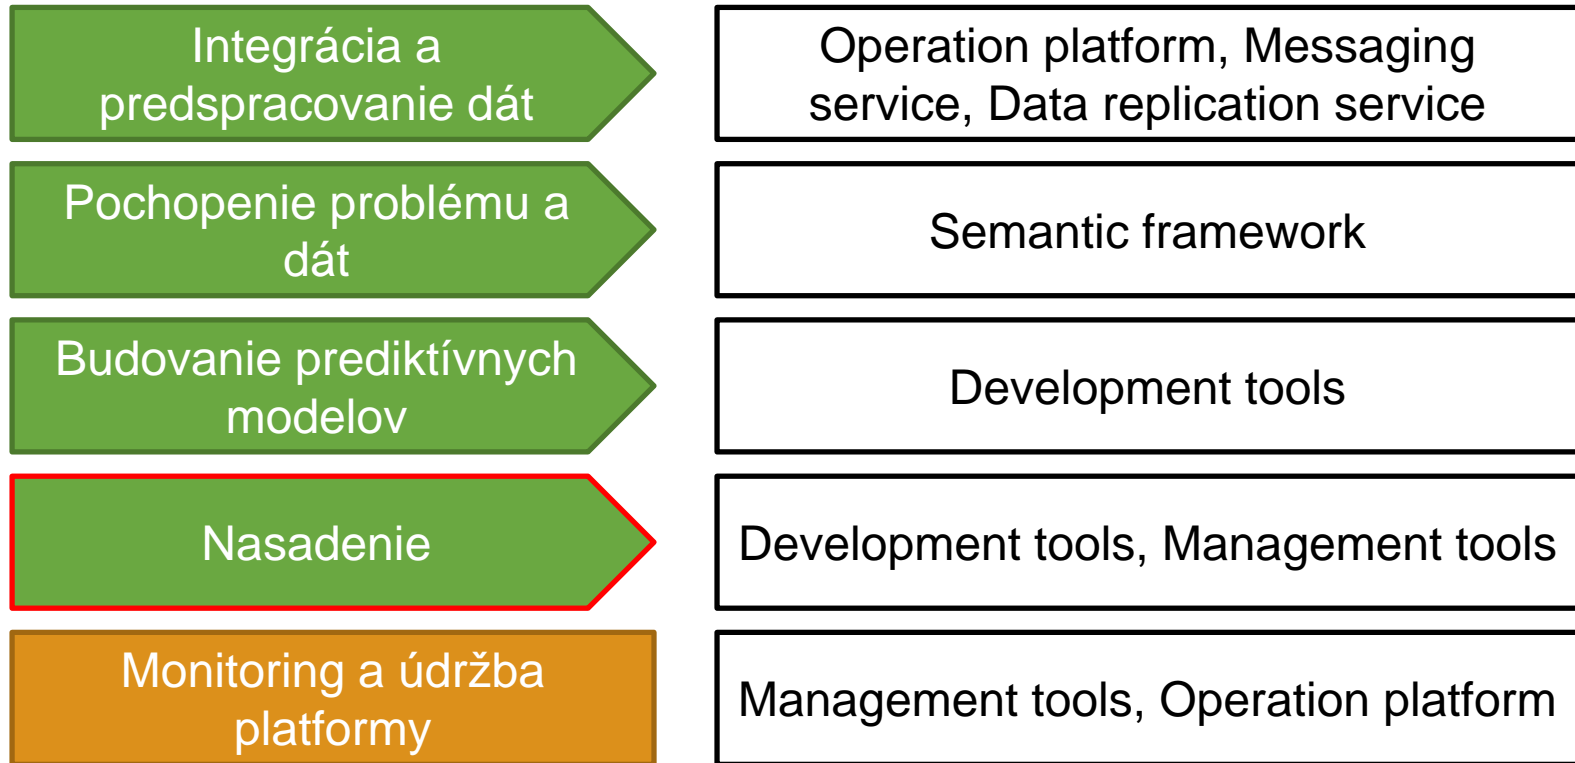 Integrácia a
predspracovanie dát
Operation platform, Messaging
service, Data replication service
Pochopenie problému a
dát
Semantic framework
Budovanie prediktívnych
modelov
Development tools
Nasadenie
Development tools, Management tools
Monitoring a údržba
platformy
Management tools, Operation platform